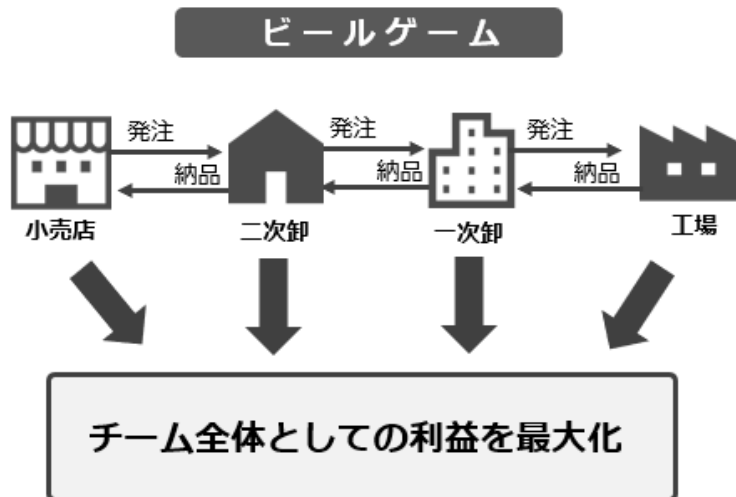 ビールゲーム
発注
発注
発注
納品
納品
納品
小売店
二次卸
一次卸
工場
チーム全体としての利益を最大化